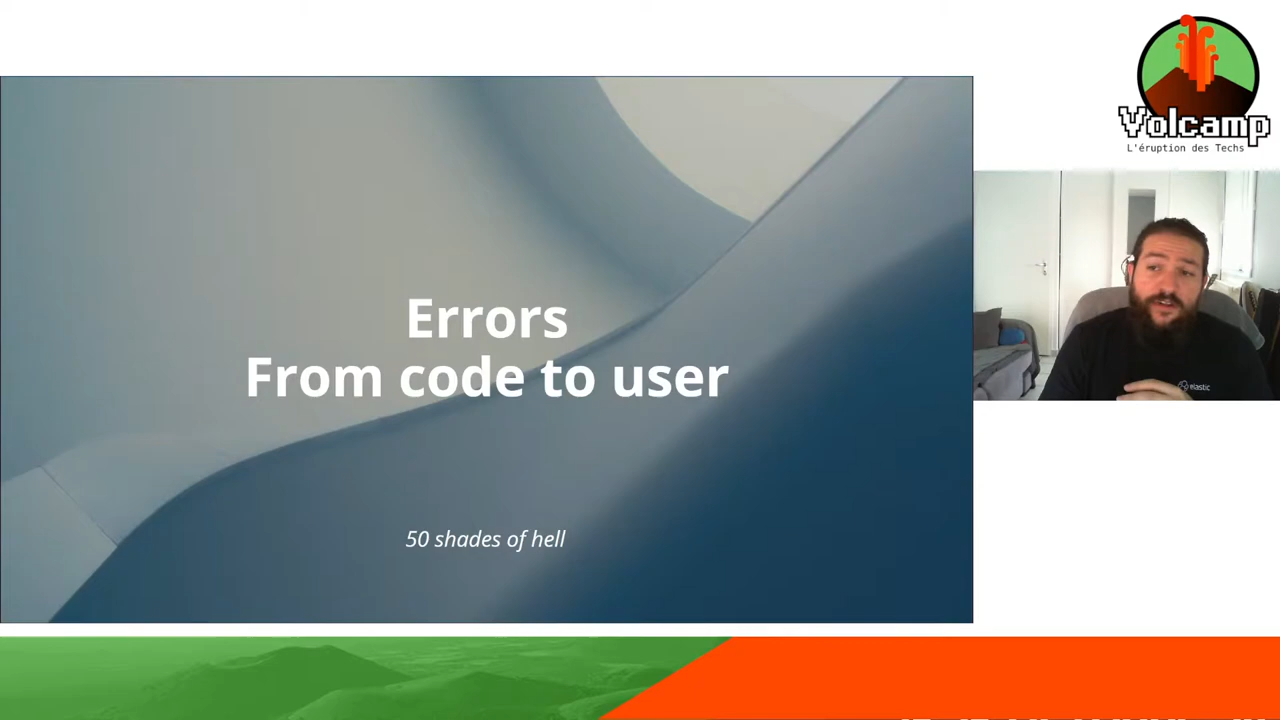 Volcamp
L'éruption des Techs
Errors
From code to user
elastic
50 shades of hell